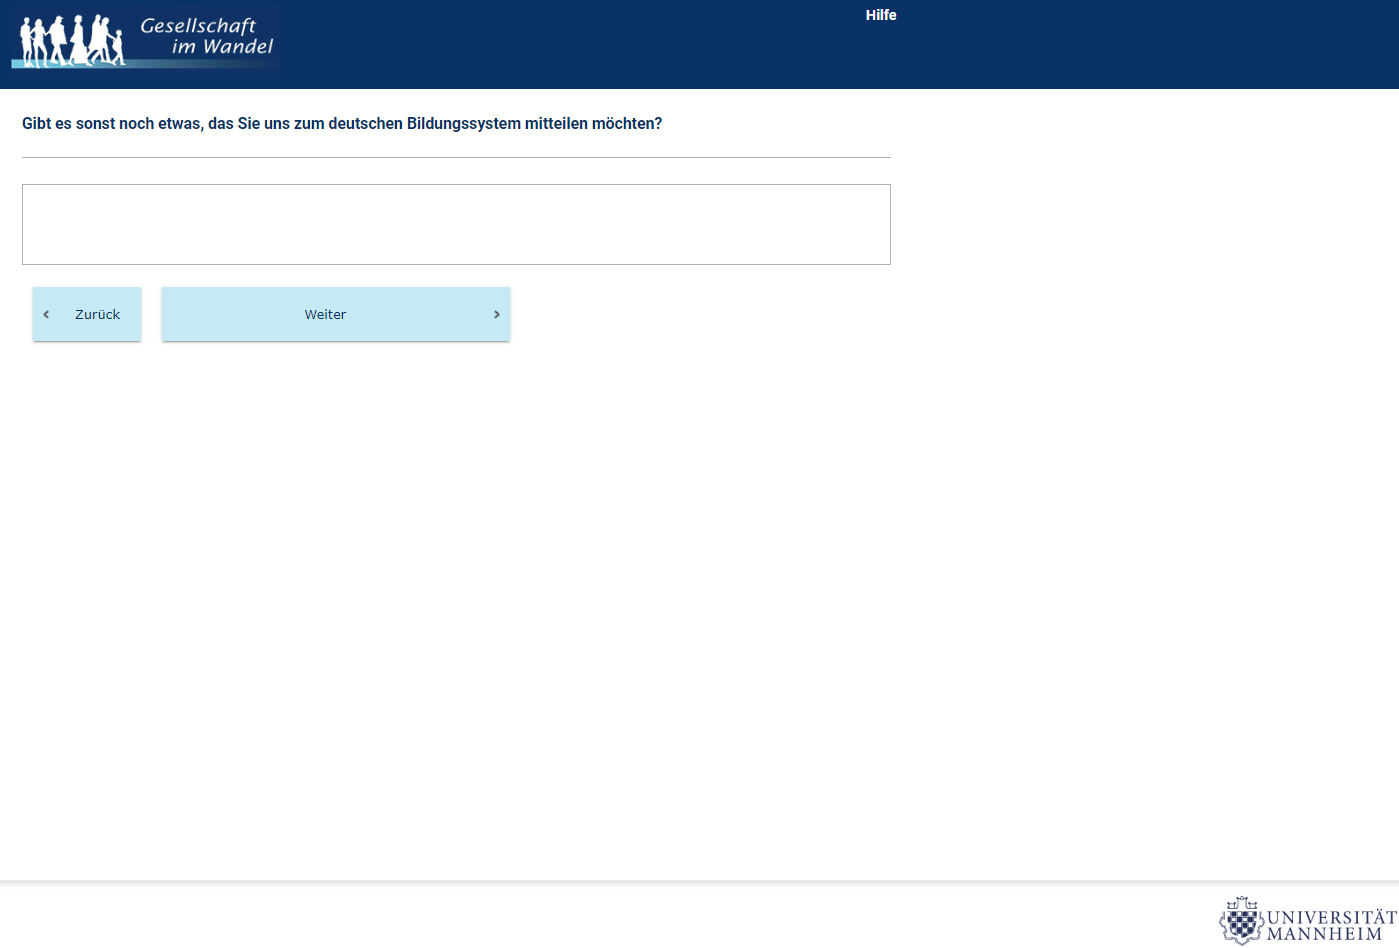 Gesellschaft
im Wandel
Hilfe
Gibt es sonst noch etwas, das Sie uns zum deutschen Bildungssystem mitteilen möchten?
Zurück
Weiter
UNIVERSITÄT
MANNHEIM